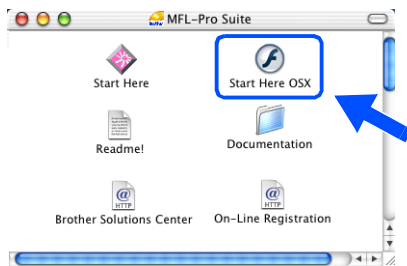 MFL-Pro Suite
Start Here
Start Here OSX
Readme!
Documentation
HTTP
HTTP
Brother Solutions Center
On-Line Registration